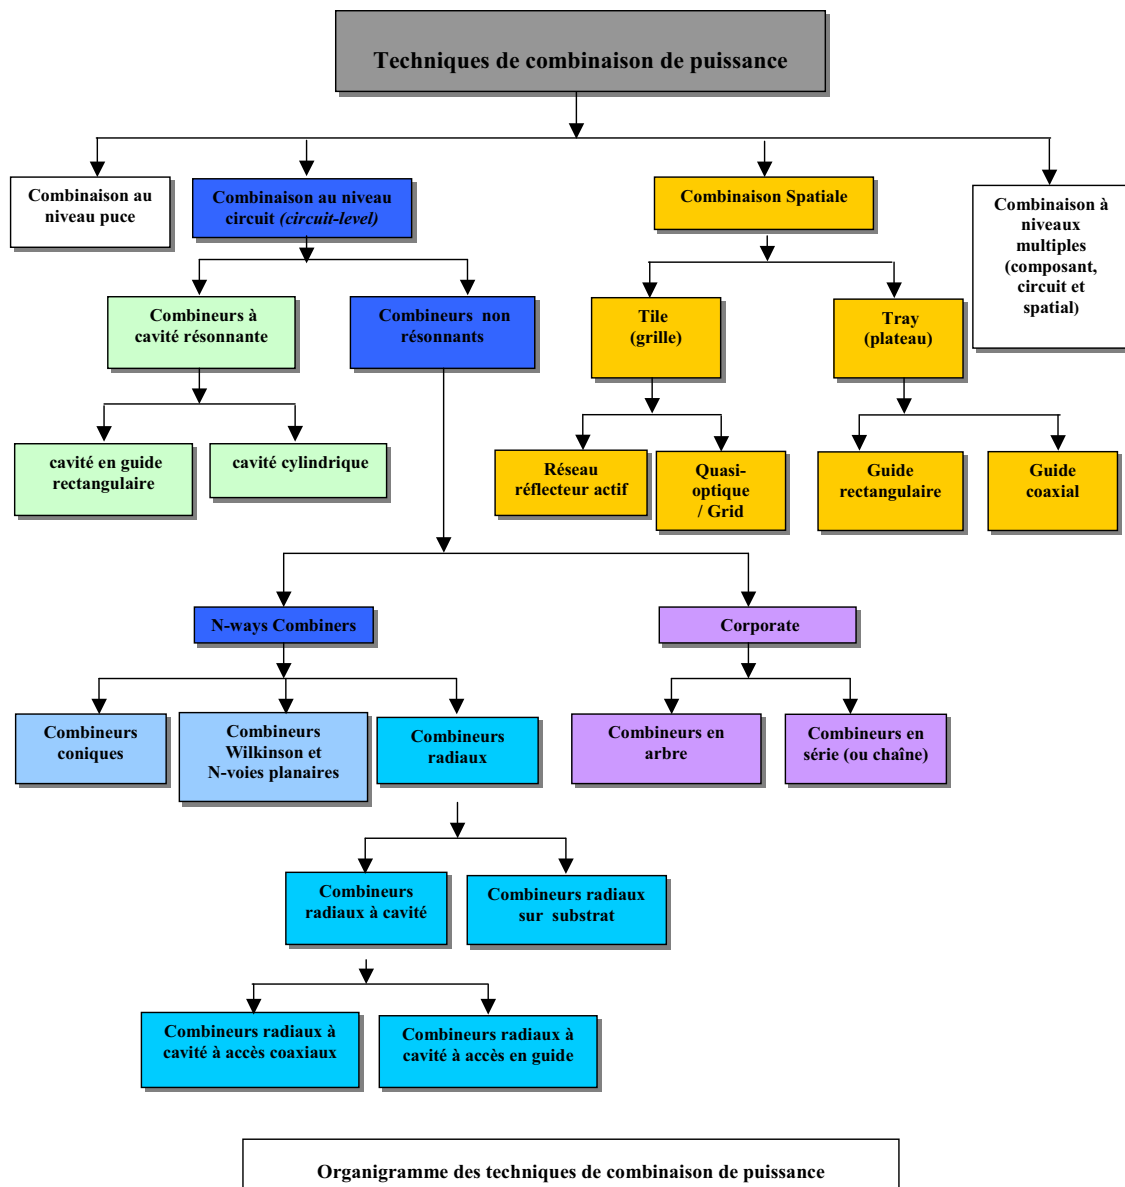 Techniques de combinaison de puissance
Combinaison au
niveau puce
Combinaison au niveau
circuit (circuit-level)
Combinaison Spatiale
Combinaison à
niveaux
multiples
(composant,
circuit et
spatial)
Combineurs à
cavité résonnante
Combineurs non
résonnants
Tile
(grille)
Tray
(plateau)
cavité en guide
rectangulaire
cavité cylindrique
Réseau
réflecteur actif
Quasi-
optique
/ Grid
Guide
rectangulaire
Guide
coaxial
N-ways Combiners
Corporate
Combineurs
coniques
Combineurs
Wilkinson et
N-voies planaires
Combineurs
radiaux
Combineurs en
arbre
Combineurs en
série (ou chaîne)
Combineurs
radiaux à cavité
Combineurs radiaux
sur substrat
Combineurs radiaux à
cavité à accès coaxiaux
Combineurs radiaux à
cavité à accès en guide
Organigramme des techniques de combinaison de puissance